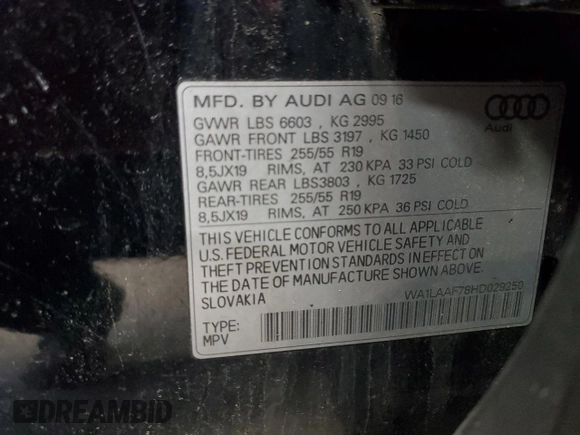 MFD. BY AUDI AG 09 16
GVWR LBS 6603 , KG 2995
GAWR FRONT LBS 3197 , KG 1450
FRONT-TIRES 255/55 R19
8,5JX19 RIMS, AT 230 KPA 33 PSI COLD
GAWR REAR LBS3803 , KG 1725
REAR-TIRES 255/55 R19
8,5JX19 RIMS, AT 250 KPA 36 PSI COLD
Audi
THIS VEHICLE CONFORMS TO ALL APPLICABLE
U.S. FEDERAL MOTOR VEHICLE SAFETY AND
THEFT PREVENTION STANDARDS IN EFFECT ON
THE DATE OF MANUFACTURE SHOWN ABOVE.
SLOVAKIA
WA1LAAF78HD029250
TYPE:
MPV
DREAMBID